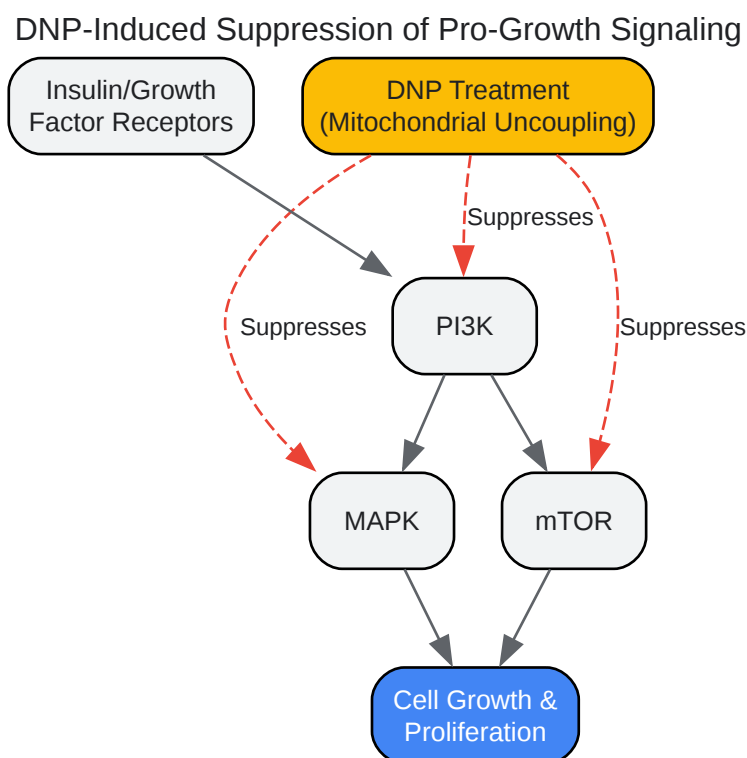 DNP-Induced Suppression of Pro-Growth Signaling
Insulin/Growth
Factor Receptors
DNP Treatment
(Mitochondrial Uncoupling)
Suppresses
Suppresses
PI3K
Suppresses
MAPK
mTOR
Cell Growth &
Proliferation